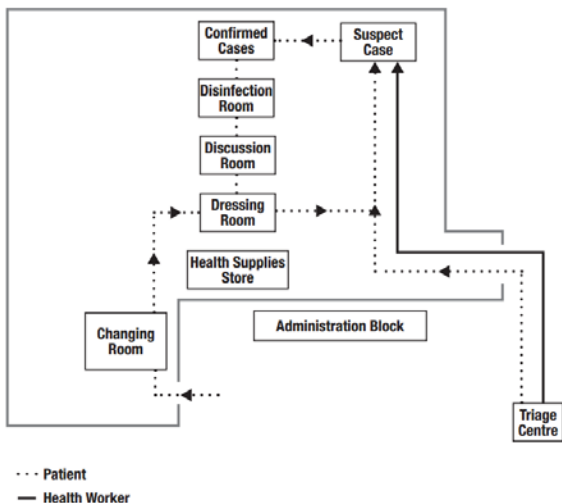 Confirmed
Cases
Suspect
Case
Disinfection
Room
Discussion
Room
Dressing
Room
Health Supplies
Store
Changing
Room
Administration Block
Triage
Centre
Patient
Health Worker